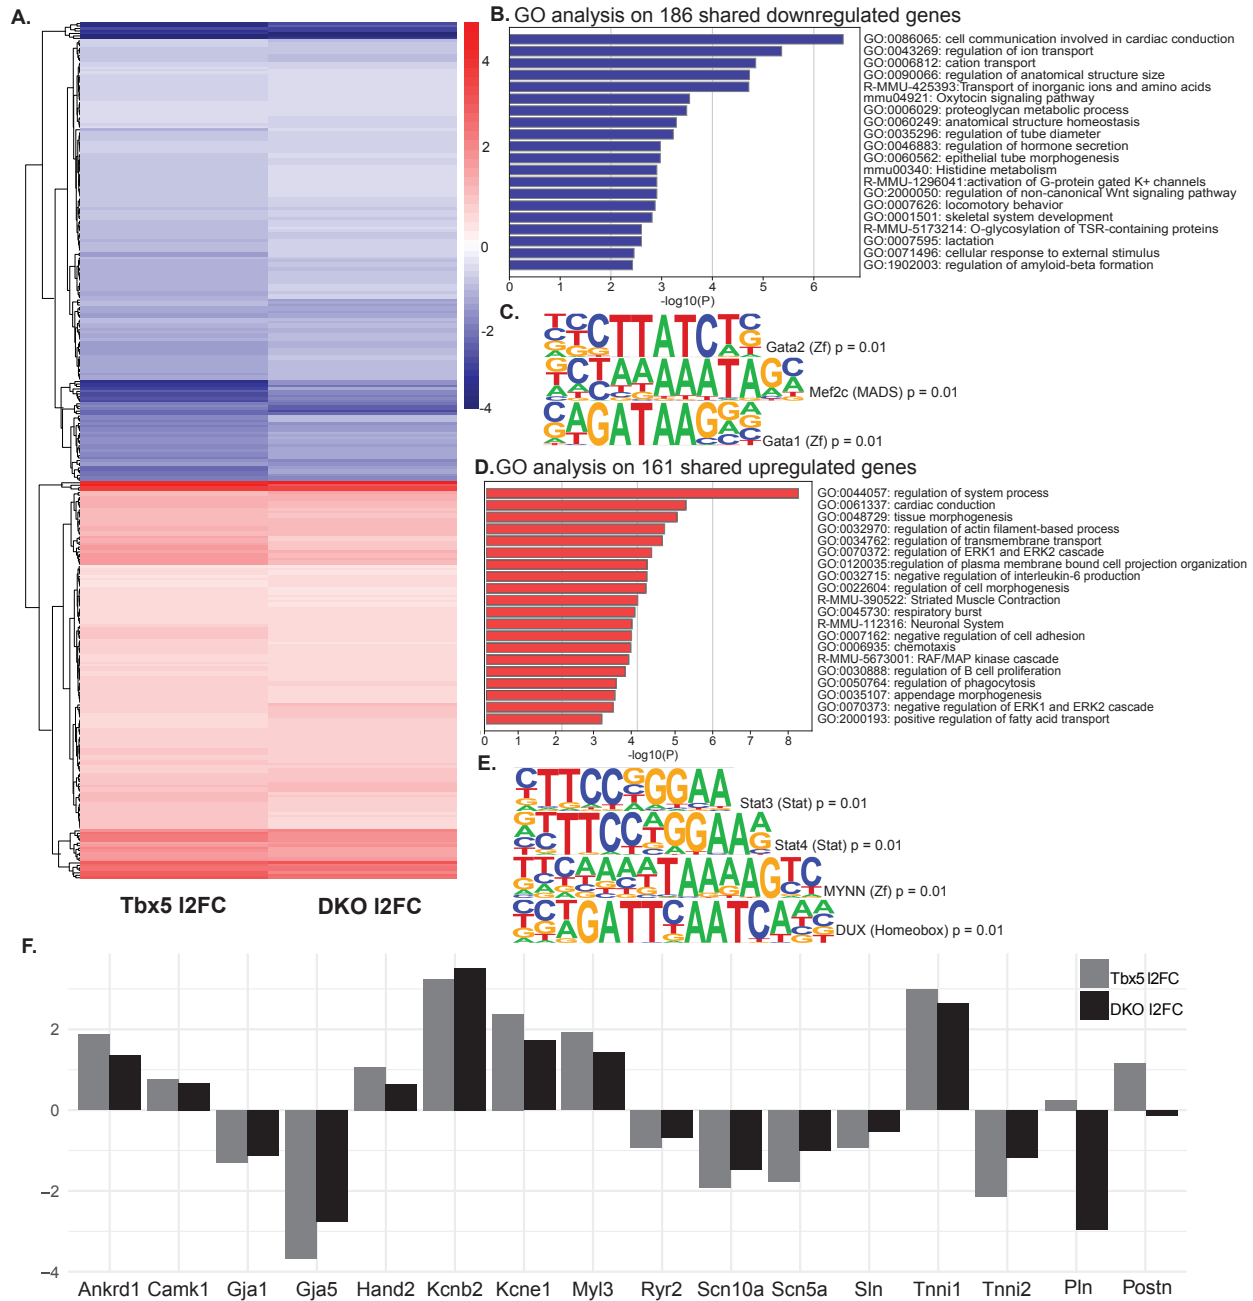 A.
4
2
0
-2
-4
Tbx5 l2FC
DKO l2FC
B. GO analysis on 186 shared downregulated genes
GO:0086065: cell communication involved in cardiac conduction
GO:0043269: regulation of ion transport
GO:0006812: cation transport
GO:0090066: regulation of anatomical structure size
R-MMU-425393:Transport of inorganic ions and amino acids
mmu04921: Oxytocin signaling pathway
GO:0006029: proteoglycan metabolic process
GO:0060249: anatomical structure homeostasis
GO:0035296: regulation of tube diameter
GO:0046883: regulation of hormone secretion
GO:0060562: epithelial tube morphogenesis
mmu00340: Histidine metabolism
R-MMU-1296041:activation of G-protein gated K+ channels
GO:2000050: regulation of non-canonical Wnt signaling pathway
GO:0007626: locomotory behavior
GO:0001501: skeletal system development
R-MMU-5173214: O-glycosylation of TSR-containing proteins
GO:0007595: lactation
GO:0071496: cellular response to external stimulus
GO:1902003: regulation of amyloid-beta formation
0 1 2 3 4 5 6
-log10(P)
C.
Gata2 (Zf) p = 0.01
Mef2c (MADS) p = 0.01
Gata1 (Zf) p = 0.01
D. GO analysis on 161 shared upregulated genes
GO:0044057: regulation of system process
GO:0061337: cardiac conduction
GO:0048729: tissue morphogenesis
GO:0032970: regulation of actin filament-based process
GO:0034762: regulation of transmembrane transport
GO:0070372: regulation of ERK1 and ERK2 cascade
GO:0120035:regulation of plasma membrane bound cell projection organization
GO:0032715: negative regulation of interleukin-6 production
GO:0022604: regulation of cell morphogenesis
R-MMU-390522: Striated Muscle Contraction
GO:0045730: respiratory burst
R-MMU-112316: Neuronal System
GO:0007162: negative regulation of cell adhesion
GO:0006935: chemotaxis
R-MMU-5673001: RAF/MAP kinase cascade
GO:0030888: regulation of B cell proliferation
GO:0050764: regulation of phagocytosis
GO:0035107: appendage morphogenesis
GO:0070373: negative regulation of ERK1 and ERK2 cascade
GO:2000193: positive regulation of fatty acid transport
0 1 2 3 4 5 6 7 8
-log10(P)
E.
Stat3 (Stat) p = 0.01
Stat4 (Stat) p = 0.01
MYNN (Zf) p = 0.01
DUX (Homeobox) p = 0.01
F.
Tbx5 l2FC
DKO l2FC
2
0
−2
−4
Ankrd1 Camk1 Gja1 Gja5 Hand2 Kcnb2 Kcne1 Myl3 Ryr2 Scn10a Scn5a Sln Tnni1 Tnni2 Pln Postn